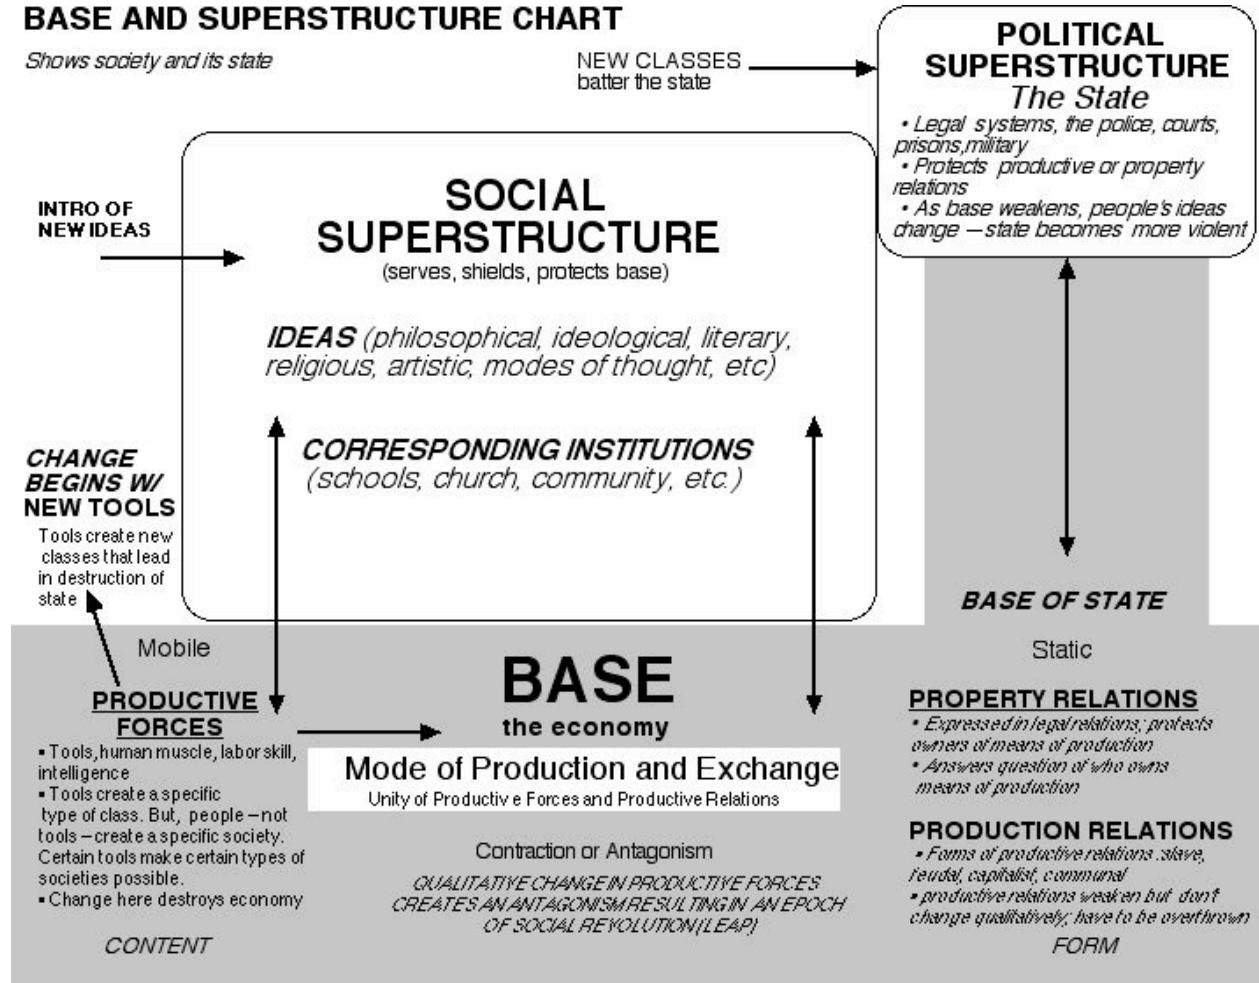 BASE AND SUPERSTRUCTURE CHART
Shows society and its state
NEW CLASSES
batter the state
POLITICAL
SUPERSTRUCTURE
The State
• Legal systems, the police, courts,
prisons,military
• Protects productive or property
relations
• As base weakens, people's ideas
change – state becomes more violent
INTRO OF
NEW IDEAS
SOCIAL
SUPERSTRUCTURE
(serves, shields, protects base)
IDEAS (philosophical, ideological, literary,
religious, artistic, modes of thought, etc)
CORRESPONDING INSTITUTIONS
(schools, church, community, etc.)
CHANGE
BEGINS W/
NEW TOOLS
Tools create new
classes that lead
in destruction of
state
BASE OF STATE
Mobile
BASE
the economy
Static
PRODUCTIVE
FORCES
▪ Tools, human muscle, labor skill,
intelligence
▪ Tools create a specific
type of class. But, people – not
tools – create a specific society.
Certain tools make certain types of
societies possible.
▪ Change here destroys economy
CONTENT
Mode of Production and Exchange
Unity of Productive Forces and Productive Relations
Contraction or Antagonism
QUALITATIVE CHANGE IN PRODUCTIVE FORCES
CREATES AN ANTAGONISM RESULTING IN AN EPOCH
OF SOCIAL REVOLUTION (LEAP)
PROPERTY RELATIONS
• Expressed in legal relations; protects
owners of means of production
• Answers question of who owns
means of production
PRODUCTION RELATIONS
• Forms of productive relations :slave,
feudal, capitalist, communal
• productive relations weaken but don't
change qualitatively; have to be overthrown
FORM